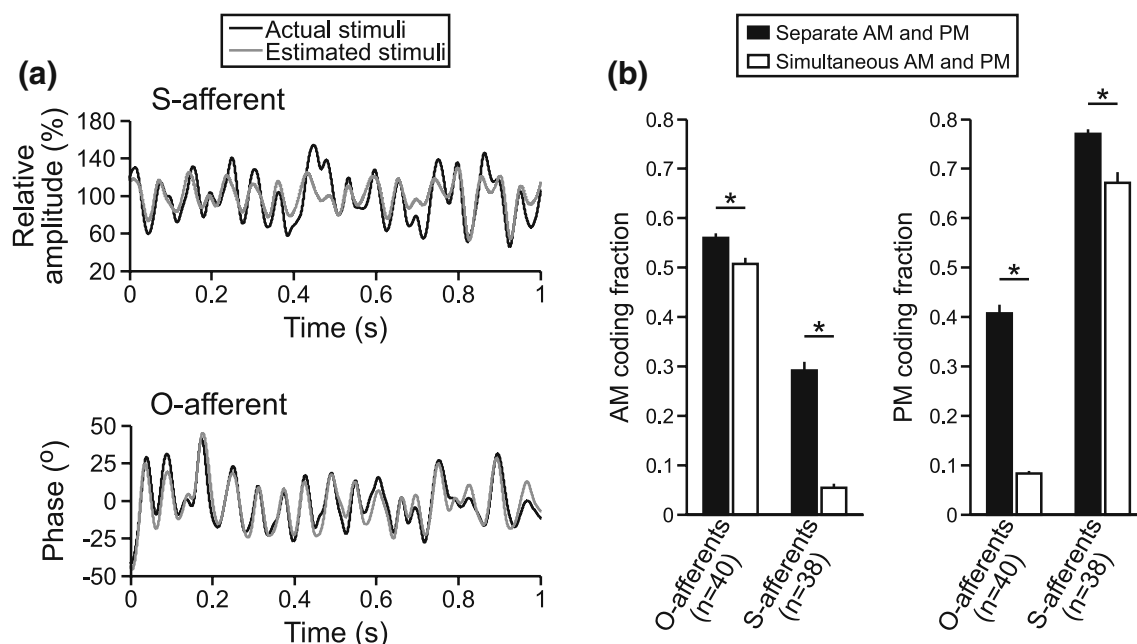 (a)
Actual stimuli
Estimated stimuli
S-afferent
Relative
amplitude (%)
180
140
100
60
20
0 0.2 0.4 0.6 0.8 1
Time (s)
O-afferent
Phase (º)
50
25
0
-25
-50
0 0.2 0.4 0.6 0.8 1
Time (s)
(b)
Separate AM and PM
Simultaneous AM and PM
AM coding fraction
0.8
0.7
0.6
0.5
0.4
0.3
0.2
0.1
0
*
*
O-afferents
(n=40)
S-afferents
(n=38)
PM coding fraction
0.8
0.7
0.6
0.5
0.4
0.3
0.2
0.1
0
*
*
O-afferents
(n=40)
S-afferents
(n=38)